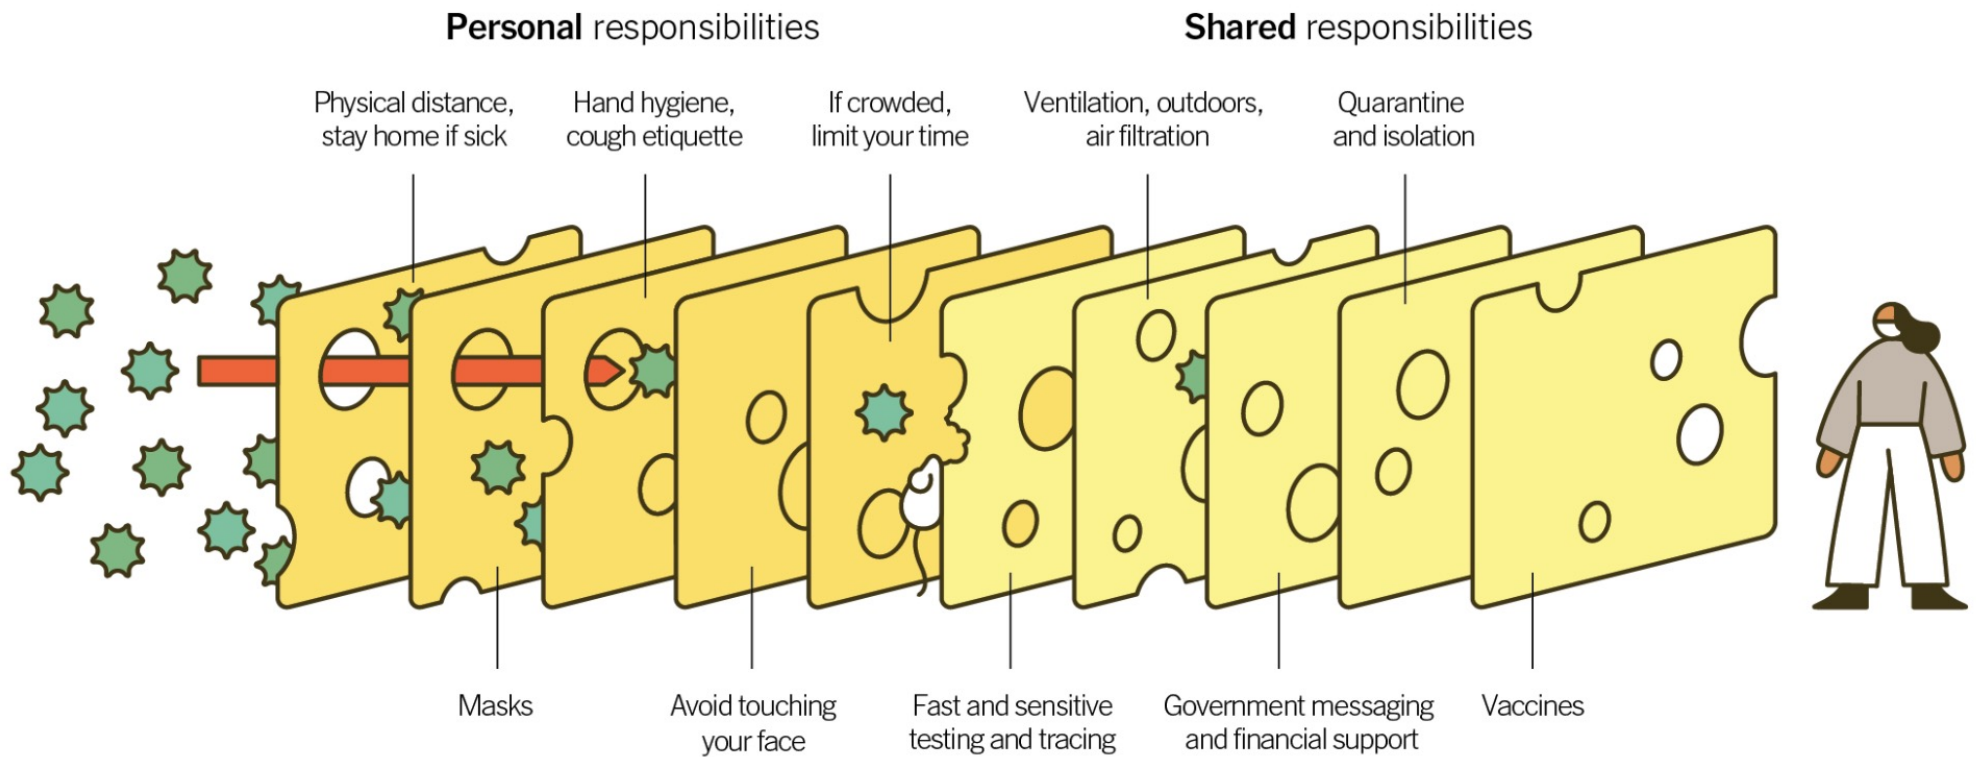 Personal responsibilities
Shared responsibilities
Physical distance,
stay home if sick
Hand hygiene,
cough etiquette
If crowded,
limit your time
Ventilation, outdoors,
air filtration
Quarantine
and isolation
Masks
Avoid touching
your face
Fast and sensitive
testing and tracing
Government messaging
and financial support
Vaccines